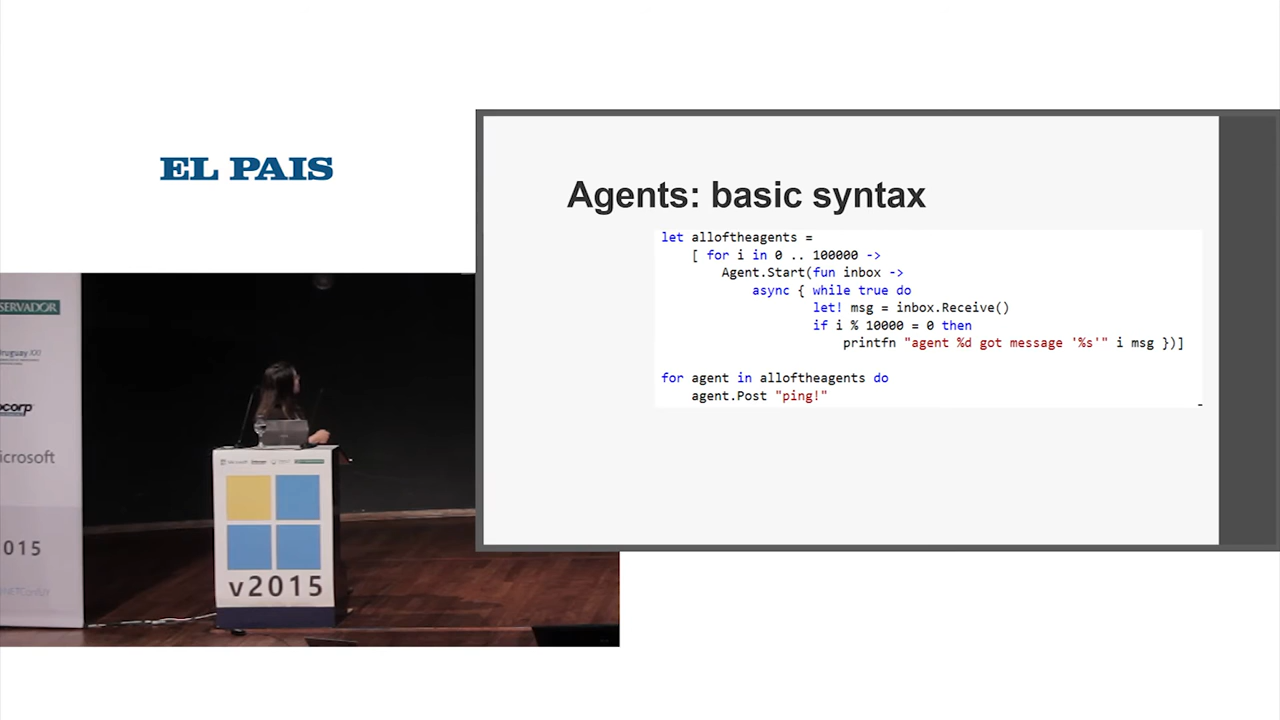 EL PAIS
Agents: basic syntax
let alloftheagents =
[ for i in 0 .. 100000 ->
Agent.Start(fun inbox ->
async { while true do
let! msg = inbox.Receive()
if i % 10000 = 0 then
printfn "agent %d got message '%s'" i msg })]
for agent in alloftheagents do
agent.Post "ping!"
SERVADOR
ruguay XXI
ocorp
icrosoft
015
v2015